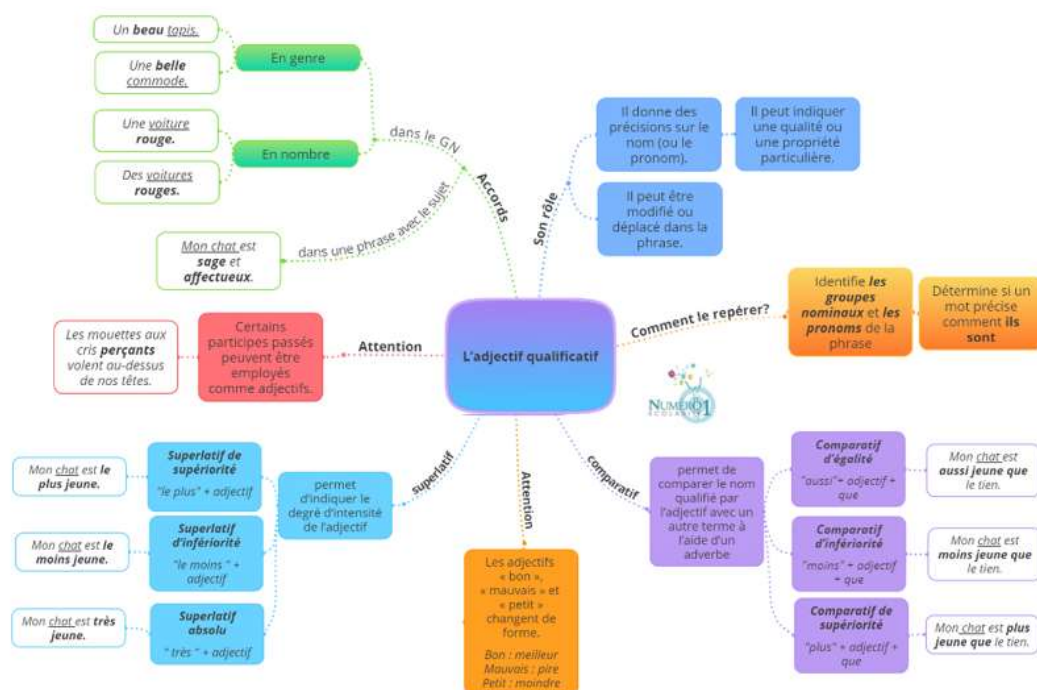 L'adjectif qualificatif
Accords
dans le GN
En genre
Un beau tapis.
Une belle
commode.
En nombre
Une voiture
rouge.
Des voitures
rouges.
dans une phrase avec le sujet
Mon chat est
sage et
affectueux.
Son rôle
Il donne des
précisions sur le
nom (ou le
pronom).
Il peut indiquer
une qualité ou
une propriété
particulière.
Il peut être
modifié ou
déplacé dans la
phrase.
Comment le repérer?
Identifie les
groupes
nominaux et les
pronoms de la
phrase
Détermine si un
mot précise
comment ils
sont
Attention
Certains
participes passés
peuvent être
employés
comme adjectifs.
Les mouettes aux
cris perçants
volent au-dessus
de nos têtes.
NUMÉRO1
SCOLARITÉ
superlatif
permet
d'indiquer le
degré d'intensité
de l'adjectif
Superlatif de
supériorité
"le plus" + adjectif
Mon chat est le
plus jeune.
Superlatif
d'infériorité
"le moins " +
adjectif
Mon chat est le
moins jeune.
Superlatif
absolu
" très " + adjectif
Mon chat est très
jeune.
Attention
Les adjectifs
« bon »,
« mauvais » et
« petit »
changent de
forme.
Bon : meilleur
Mauvais : pire
Petit : moindre
comparatif
permet de
comparer le nom
qualifié par
l'adjectif avec un
autre terme à
l'aide d'un
adverbe
Comparatif
d'égalité
"aussi"+ adjectif +
que
Mon chat est
aussi jeune que
le tien.
Comparatif
d'infériorité
"moins" + adjectif
+ que
Mon chat est
moins jeune que
le tien.
Comparatif de
supériorité
"plus" + adjectif +
que
Mon chat est plus
jeune que le tien.